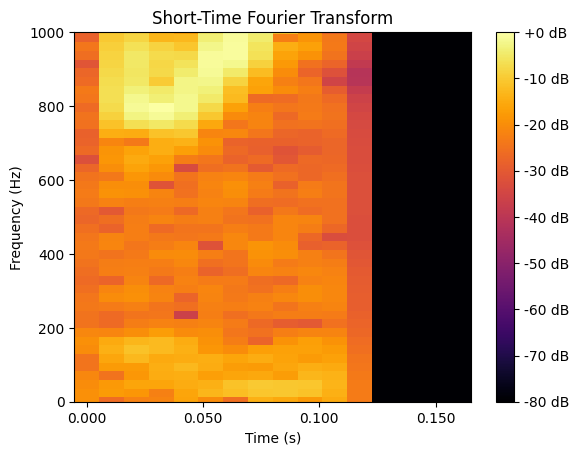 Short-Time Fourier Transform
1000
800
600
400
200
0
Frequency (Hz)
0.000
0.050
0.100
0.150
Time (s)
+0 dB
-10 dB
-20 dB
-30 dB
-40 dB
-50 dB
-60 dB
-70 dB
-80 dB